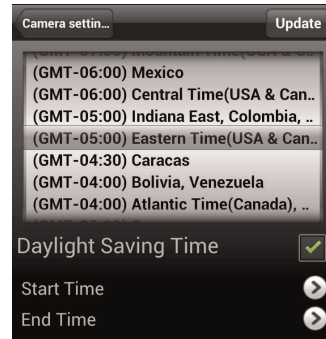 Camera settin...
Update
(GMT-06:00) Mexico
(GMT-06:00) Central Time(USA & Can..
(GMT-05:00) Indiana East, Colombia, ..
(GMT-05:00) Eastern Time(USA & Can..
(GMT-04:30) Caracas
(GMT-04:00) Bolivia, Venezuela
(GMT-04:00) Atlantic Time(Canada), ..
Daylight Saving Time
Start Time
End Time